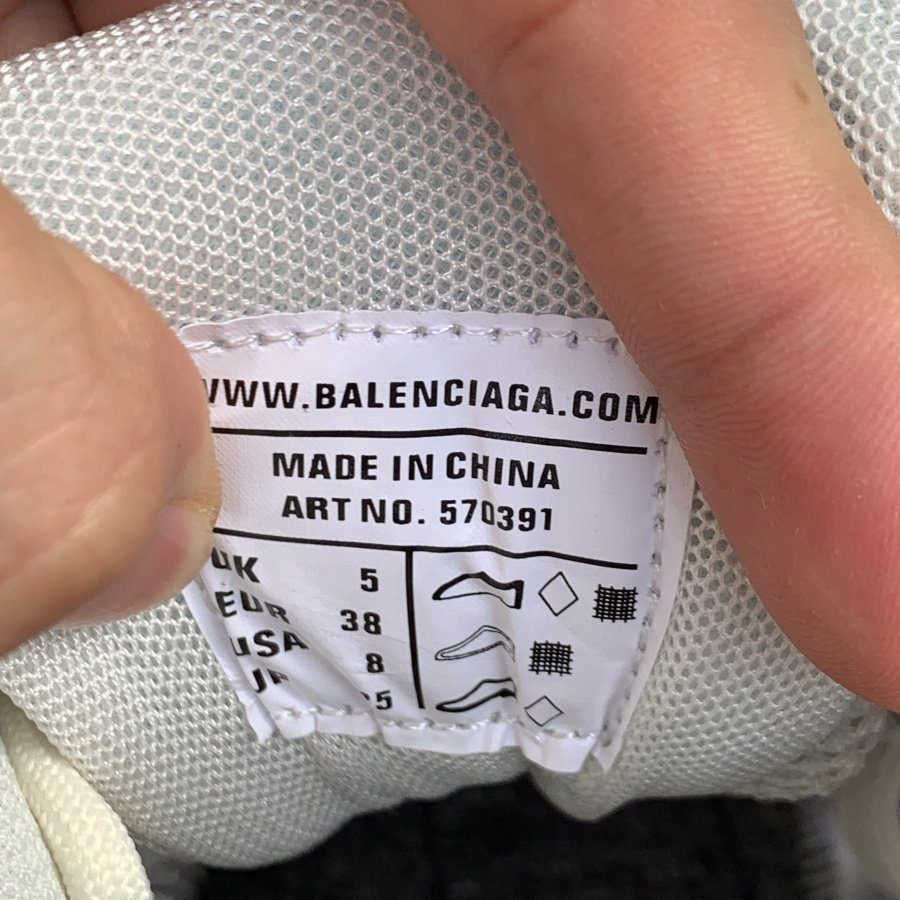 WWW.BALENCIAGA.COM
MADE IN CHINA
ART NO. 570391
UK 5
EUR 38
USA 8